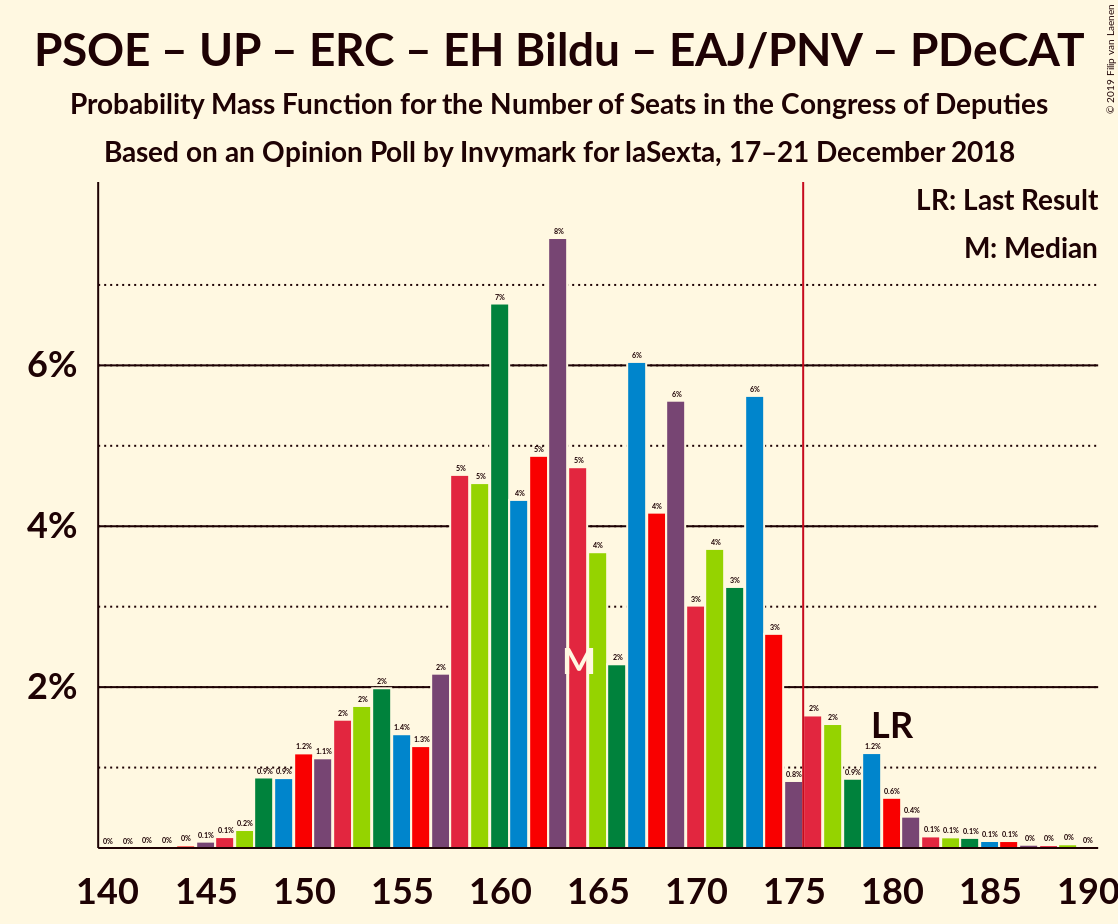 PSOE – UP – ERC – EH Bildu – EAJ/PNV – PDeCAT
Probability Mass Function for the Number of Seats in the Congress of Deputies
Based on an Opinion Poll by Invymark for laSexta, 17–21 December 2018
© 2019 Filip van Laenen
LR: Last Result
M: Median
6%
4%
2%
0% 0% 0% 0% 0% 0.1% 0.1% 0.2% 0.9% 0.9% 1.2% 1.1% 2% 2% 2% 1.4% 1.3% 2% 5% 5% 7% 4% 5% 8% 5% 4% 2% 6% 4% 6% 3% 4% 3% 6% 3% 0.8% 2% 2% 0.9% 1.2% 0.6% 0.4% 0.1% 0.1% 0.1% 0.1% 0.1% 0% 0% 0% 0%
M
LR
140 145 150 155 160 165 170 175 180 185 190